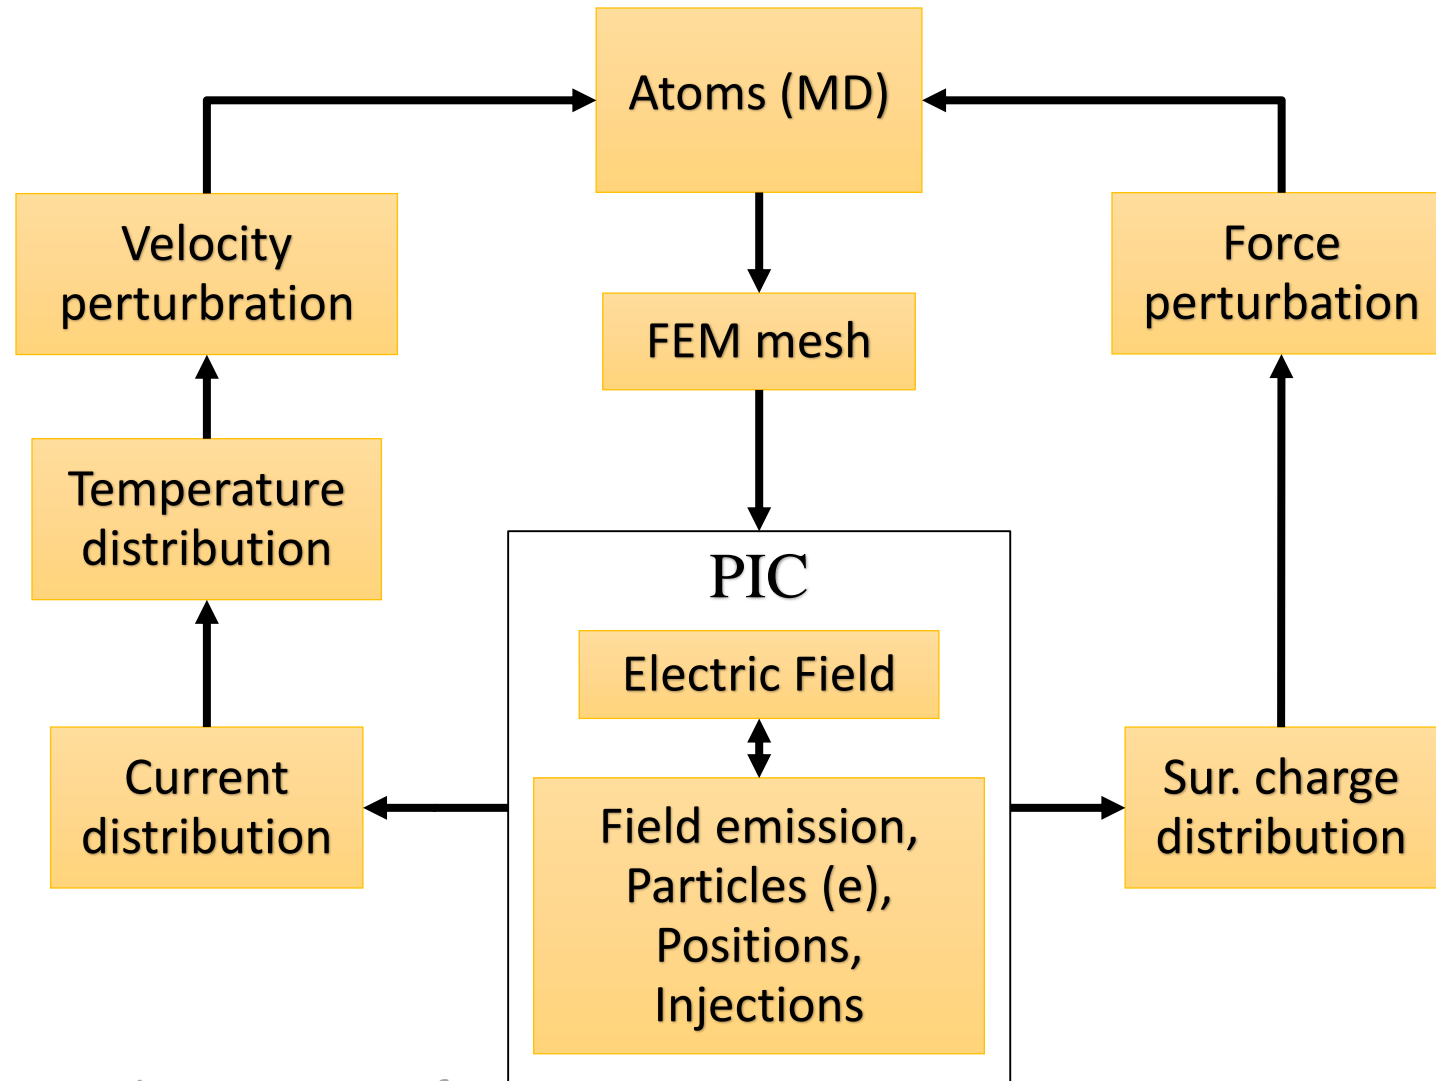 Atoms (MD)
Velocity
perturbration
Force
perturbation
FEM mesh
Temperature
distribution
PIC
Electric Field
Current
distribution
Field emission,
Particles (e),
Positions,
Injections
Sur. charge
distribution